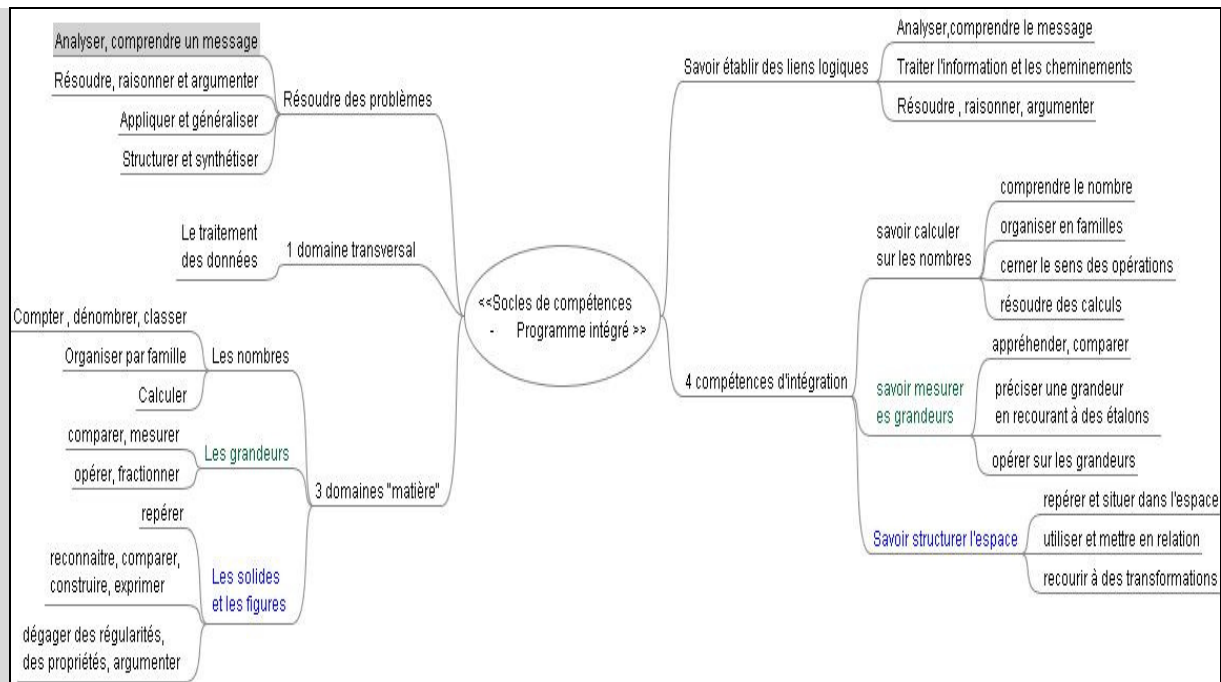 Analyser, comprendre un message
Résoudre, raisonner et argumenter
Appliquer et généraliser
Structurer et synthétiser
Résoudre des problèmes
Le traitement
des données
1 domaine transversal
Compter , dénombrer, classer
Organiser par famille
Calculer
Les nombres
comparer, mesurer
opérer, fractionner
Les grandeurs
repérer
reconnaitre, comparer,
construire, exprimer
dégager des régularités,
des propriétés, argumenter
Les solides
et les figures
3 domaines "matière"
<<Socles de compétences
- Programme intégré >>
Savoir établir des liens logiques
Analyser,comprendre le message
Traiter l'information et les cheminements
Résoudre , raisonner, argumenter
4 compétences d'intégration
savoir calculer
sur les nombres
comprendre le nombre
organiser en familles
cerner le sens des opérations
résoudre des calculs
savoir mesurer
es grandeurs
appréhender, comparer
préciser une grandeur
en recourant à des étalons
opérer sur les grandeurs
Savoir structurer l'espace
repérer et situer dans l'espace
utiliser et mettre en relation
recourir à des transformations